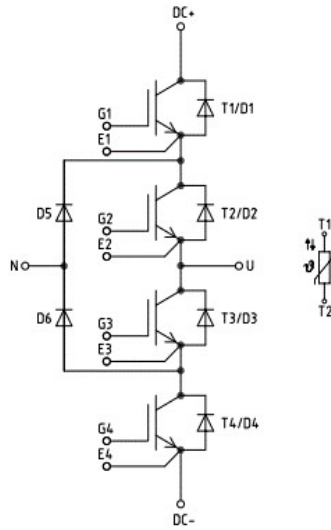 DC+
G1
T1/D1
E1
D5
G2
T2/D2
E2
T1
N
U
ϑ
D6
G3
T3/D3
T2
E3
G4
T4/D4
E4
DC-